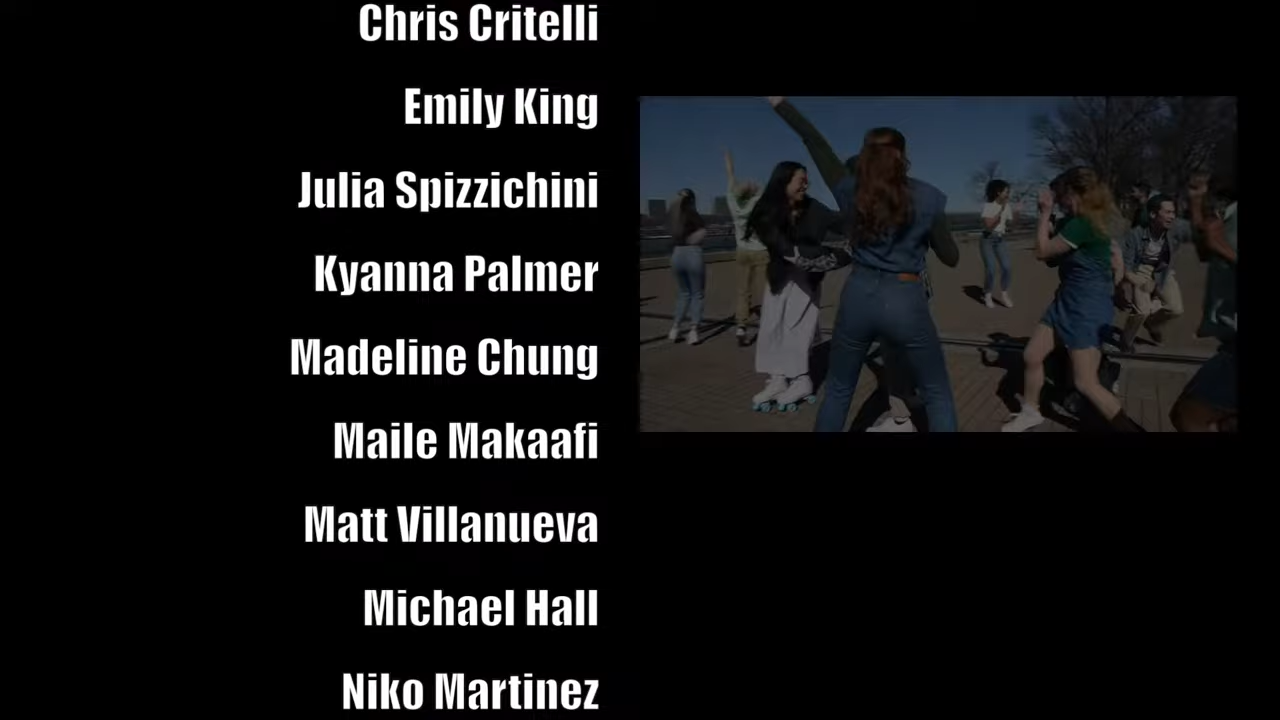 Chris Critelli
Emily King
Julia Spizzichini
Kyanna Palmer
Madeline Chung
Maile Makaafi
Matt Villanueva
Michael Hall
Niko Martinez